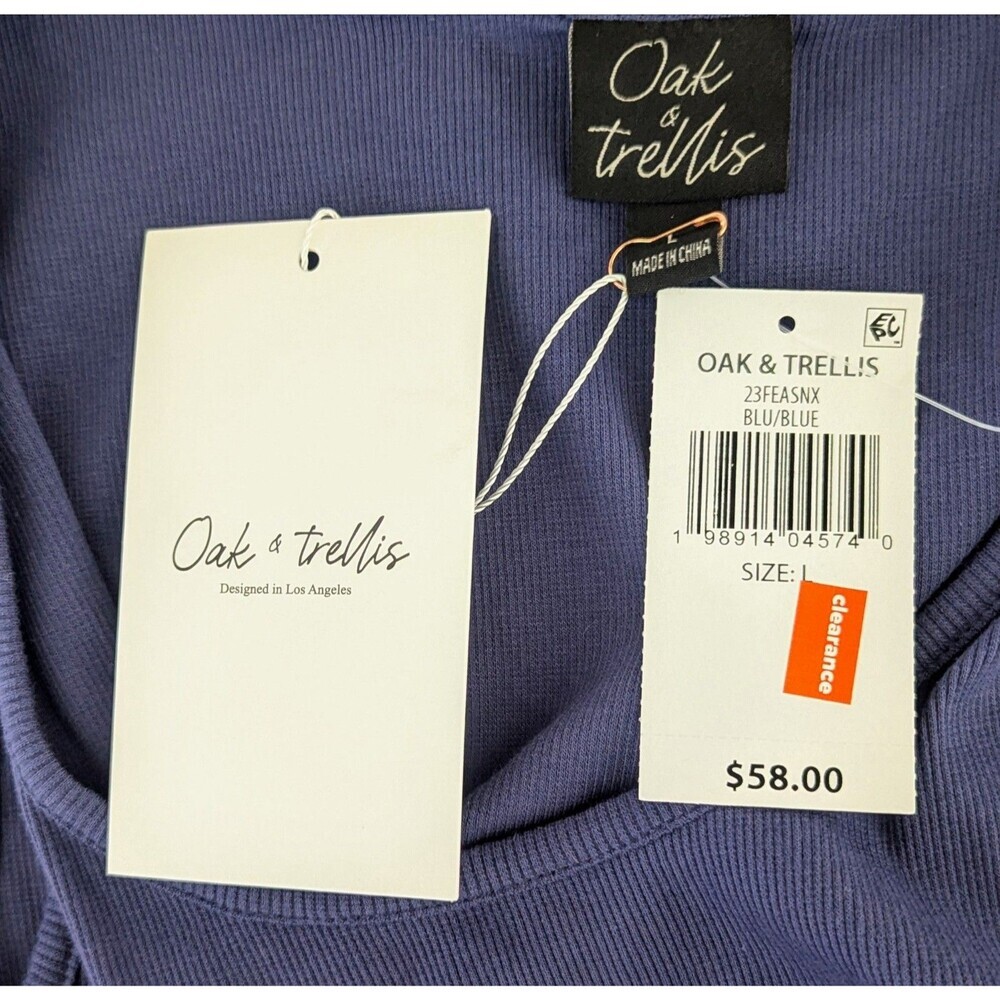 Oak
&
trellis
L
MADE IN CHINA
Oak & trellis
Designed in Los Angeles
OAK & TRELLIS
23FEASNX
BLU/BLUE
1 98914 04574 0
SIZE: L
clearance
$58.00